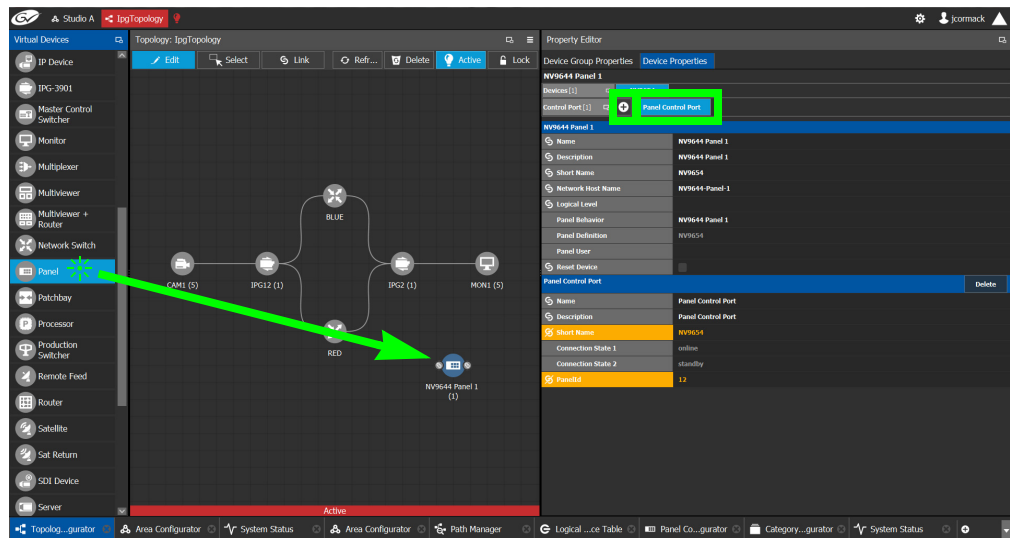 Studio A
IpgTopology
jcormack
Virtual Devices
IP Device
IPG-3901
Master Control
Switcher
Monitor
Multiplexer
Multiviewer
Multiviewer +
Router
Network Switch
Panel
Patchbay
Processor
Production
Switcher
Remote Feed
Router
Satellite
Sat Return
SDI Device
Server
Topology: IpgTopology
Edit
Select
Link
Refr...
Delete
Active
Lock
BLUE
CAM1 (5)
IPG12 (1)
IPG2 (1)
MON1 (5)
RED
NV9644 Panel 1
(1)
Active
Property Editor
Device Group Properties
Device Properties
NV9644 Panel 1
Devices [1]
Control Port [1]
Panel Control Port
NV9644 Panel 1
Name NV9644 Panel 1
Description NV9644 Panel 1
Short Name NV9654
Network Host Name NV9644-Panel-1
Logical Level
Panel Behavior NV9644 Panel 1
Panel Definition NV9654
Panel User
Reset Device
Panel Control Port Delete
Name Panel Control Port
Description Panel Control Port
Short Name NV9654
Connection State 1 online
Connection State 2 standby
PanelId 12
Topolog...gurator
Area Configurator
System Status
Area Configurator
Path Manager
Logical ...ce Table
Panel Co...gurator
Category...gurator
System Status